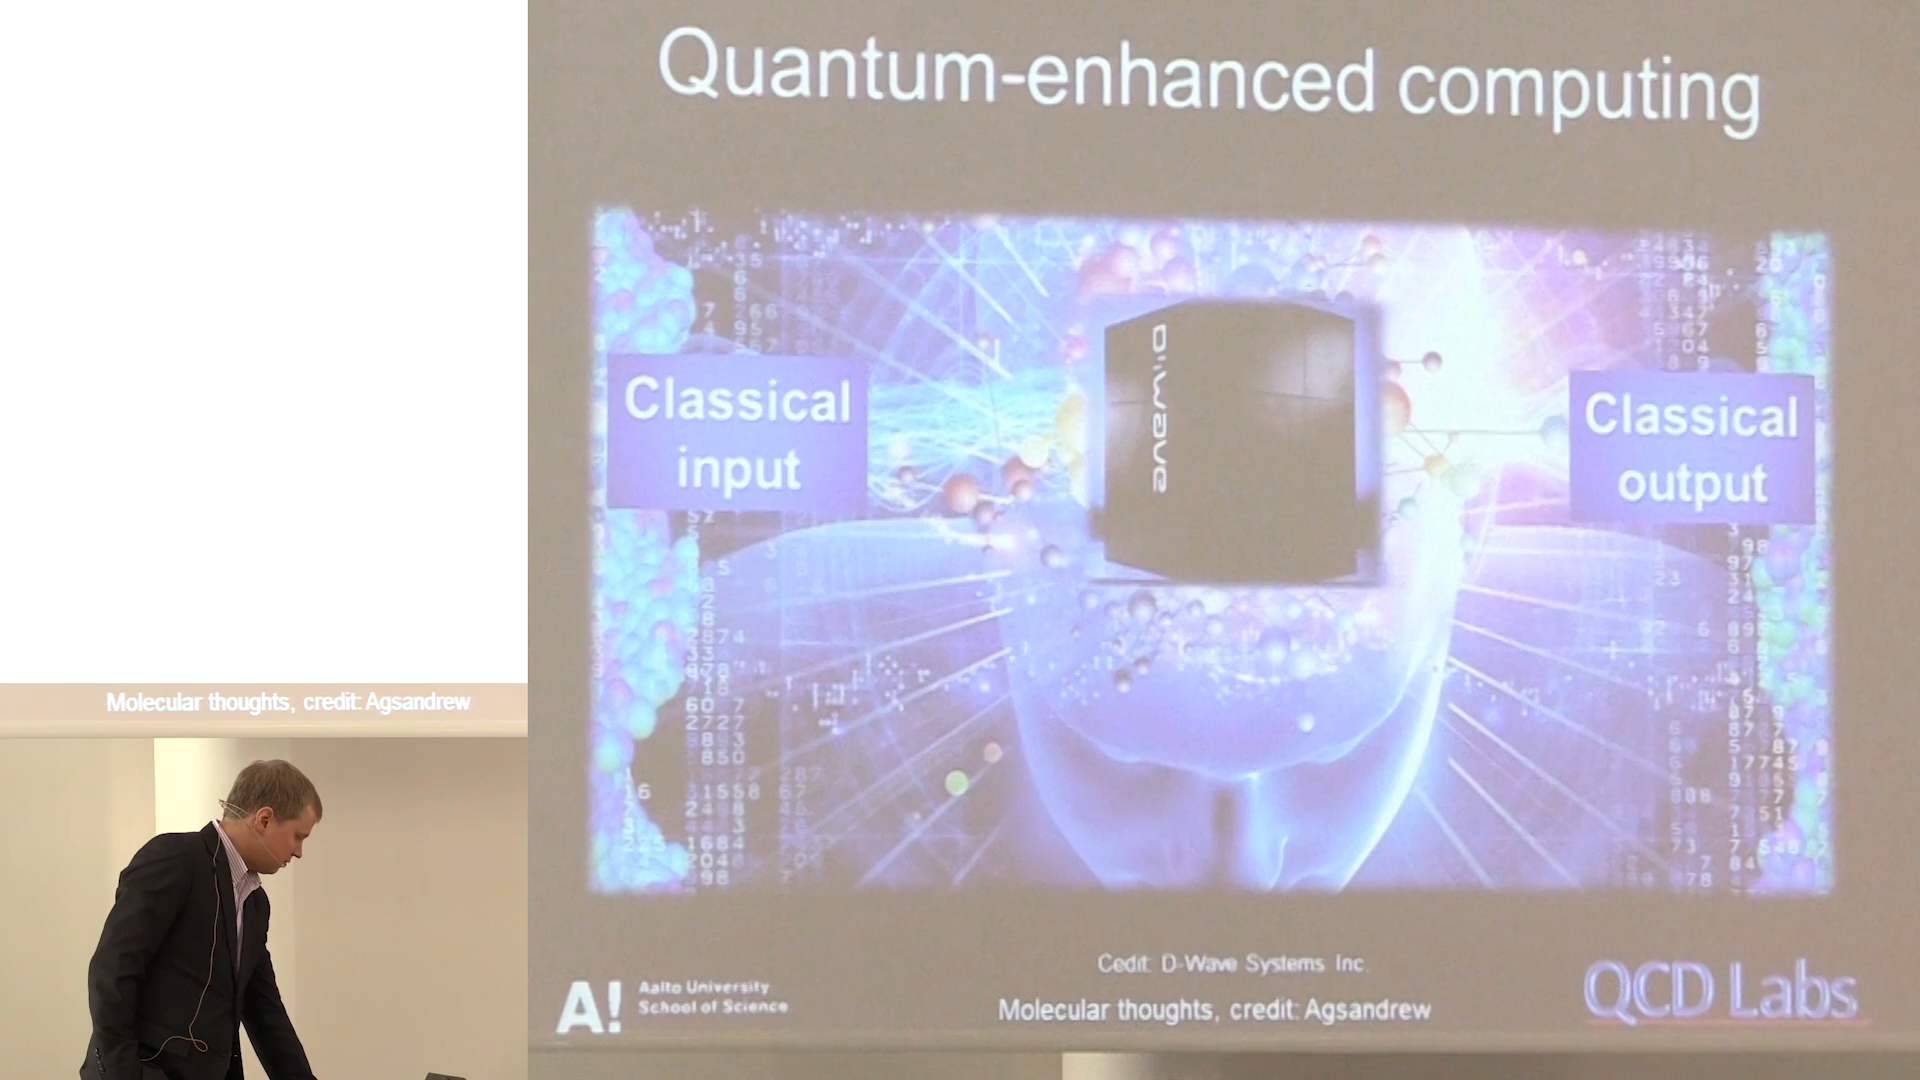 Quantum-enhanced computing
D:Wave
Classical
input
Classical
output
Cedit: D-Wave Systems Inc.
Molecular thoughts, credit: Agsandrew
A!
Aalto University
School of Science
QCD Labs
Molecular thoughts, credit: Agsandrew